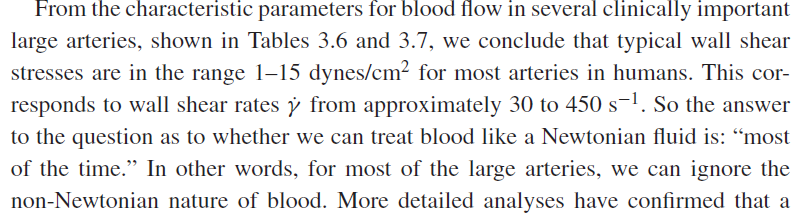 From the characteristic parameters for blood flow in several clinically important
large arteries, shown in Tables 3.6 and 3.7, we conclude that typical wall shear
stresses are in the range 1–15 dynes/cm² for most arteries in humans. This cor-
responds to wall shear rates γ̇ from approximately 30 to 450 s⁻¹. So the answer
to the question as to whether we can treat blood like a Newtonian fluid is: “most
of the time.” In other words, for most of the large arteries, we can ignore the
non-Newtonian nature of blood. More detailed analyses have confirmed that a